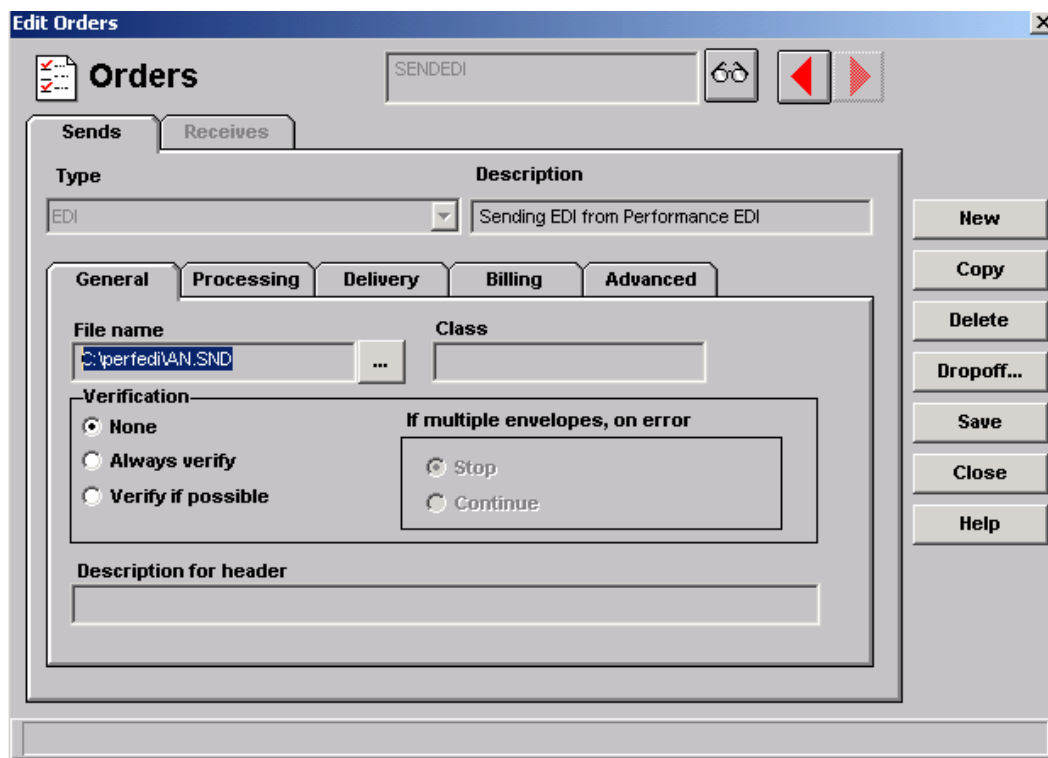 Edit Orders
Orders
SENDEDI
Sends
Receives
Type
Description
EDI
Sending EDI from Performance EDI
General
Processing
Delivery
Billing
Advanced
File name
Class
C:\perfedi\AN.SND
...
Verification
None
Always verify
Verify if possible
If multiple envelopes, on error
Stop
Continue
Description for header
New
Copy
Delete
Dropoff...
Save
Close
Help